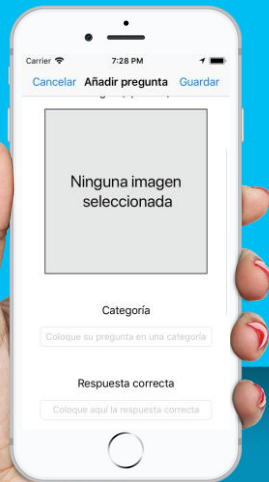 Carrier 7:28 PM
Cancelar Añadir pregunta Guardar
Ninguna imagen
seleccionada
Categoría
Coloque su pregunta en una categoría
Respuesta correcta
Coloque aquí la respuesta correcta